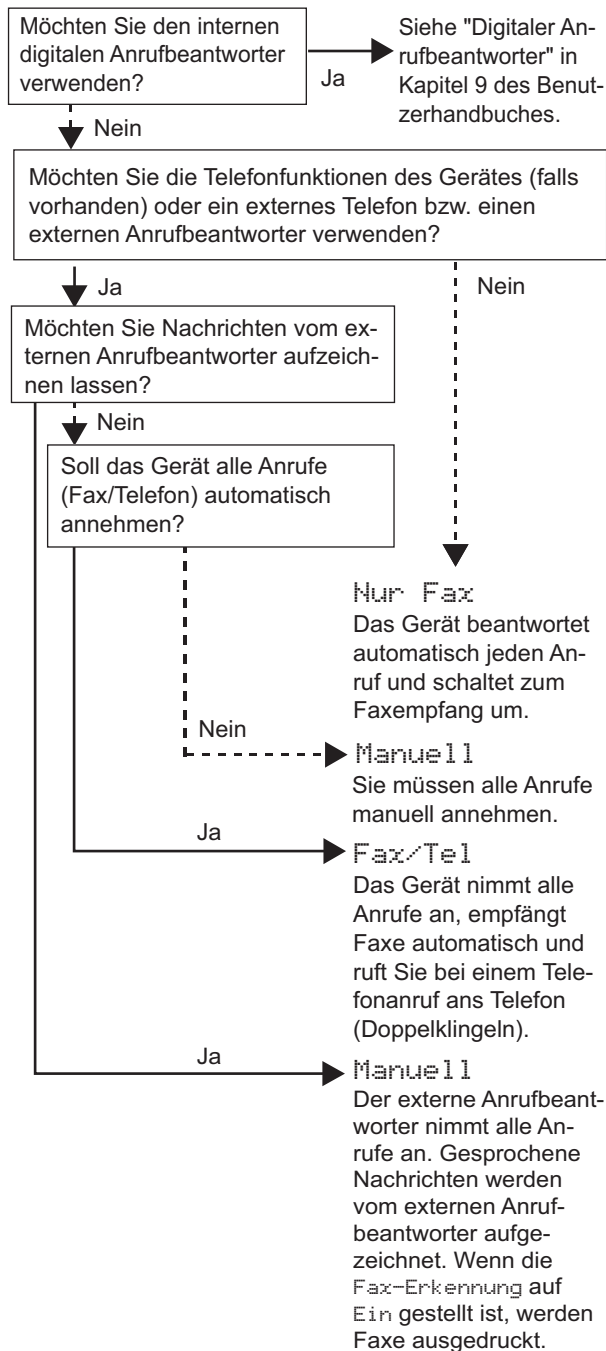 Möchten Sie den internen
digitalen Anrufbeantworter
verwenden?
Ja
Siehe "Digitaler An-
rufbeantworter" in
Kapitel 9 des Benut-
zerhandbuches.
Nein
Möchten Sie die Telefonfunktionen des Gerätes (falls
vorhanden) oder ein externes Telefon bzw. einen
externen Anrufbeantworter verwenden?
Ja
Nein
Möchten Sie Nachrichten vom ex-
ternen Anrufbeantworter aufzeich-
nen lassen?
Nein
Soll das Gerät alle Anrufe
(Fax/Telefon) automatisch
annehmen?
Nur Fax
Das Gerät beantwortet
automatisch jeden An-
ruf und schaltet zum
Faxempfang um.
Nein
Manuell
Sie müssen alle Anrufe
manuell annehmen.
Ja
Fax/Tel
Das Gerät nimmt alle
Anrufe an, empfängt
Faxe automatisch und
ruft Sie bei einem Tele-
fonanruf ans Telefon
(Doppelklingeln).
Ja
Manuell
Der externe Anrufbeant-
worter nimmt alle An-
rufe an. Gesprochene
Nachrichten werden
vom externen Anruf-
beantworter aufge-
zeichnet. Wenn die
Fax-Erkennung auf
Ein gestellt ist, werden
Faxe ausgedruckt.